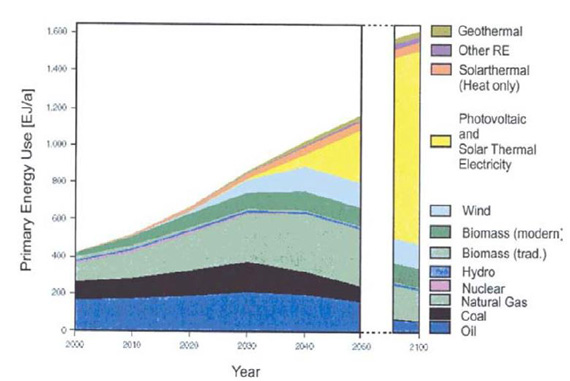 1.660
1.400
1.200
1.000
800
600
400
200
0
Primary Energy Use [EJ/a]
2000
2010
2020
2030
2040
2060
2100
Year
Geothermal
Other RE
Solarthermal
(Heat only)
Photovoltaic
and
Solar Thermal
Electricity
Wind
Biomass (modern)
Biomass (trad.)
Hydro
Nuclear
Natural Gas
Coal
Oil